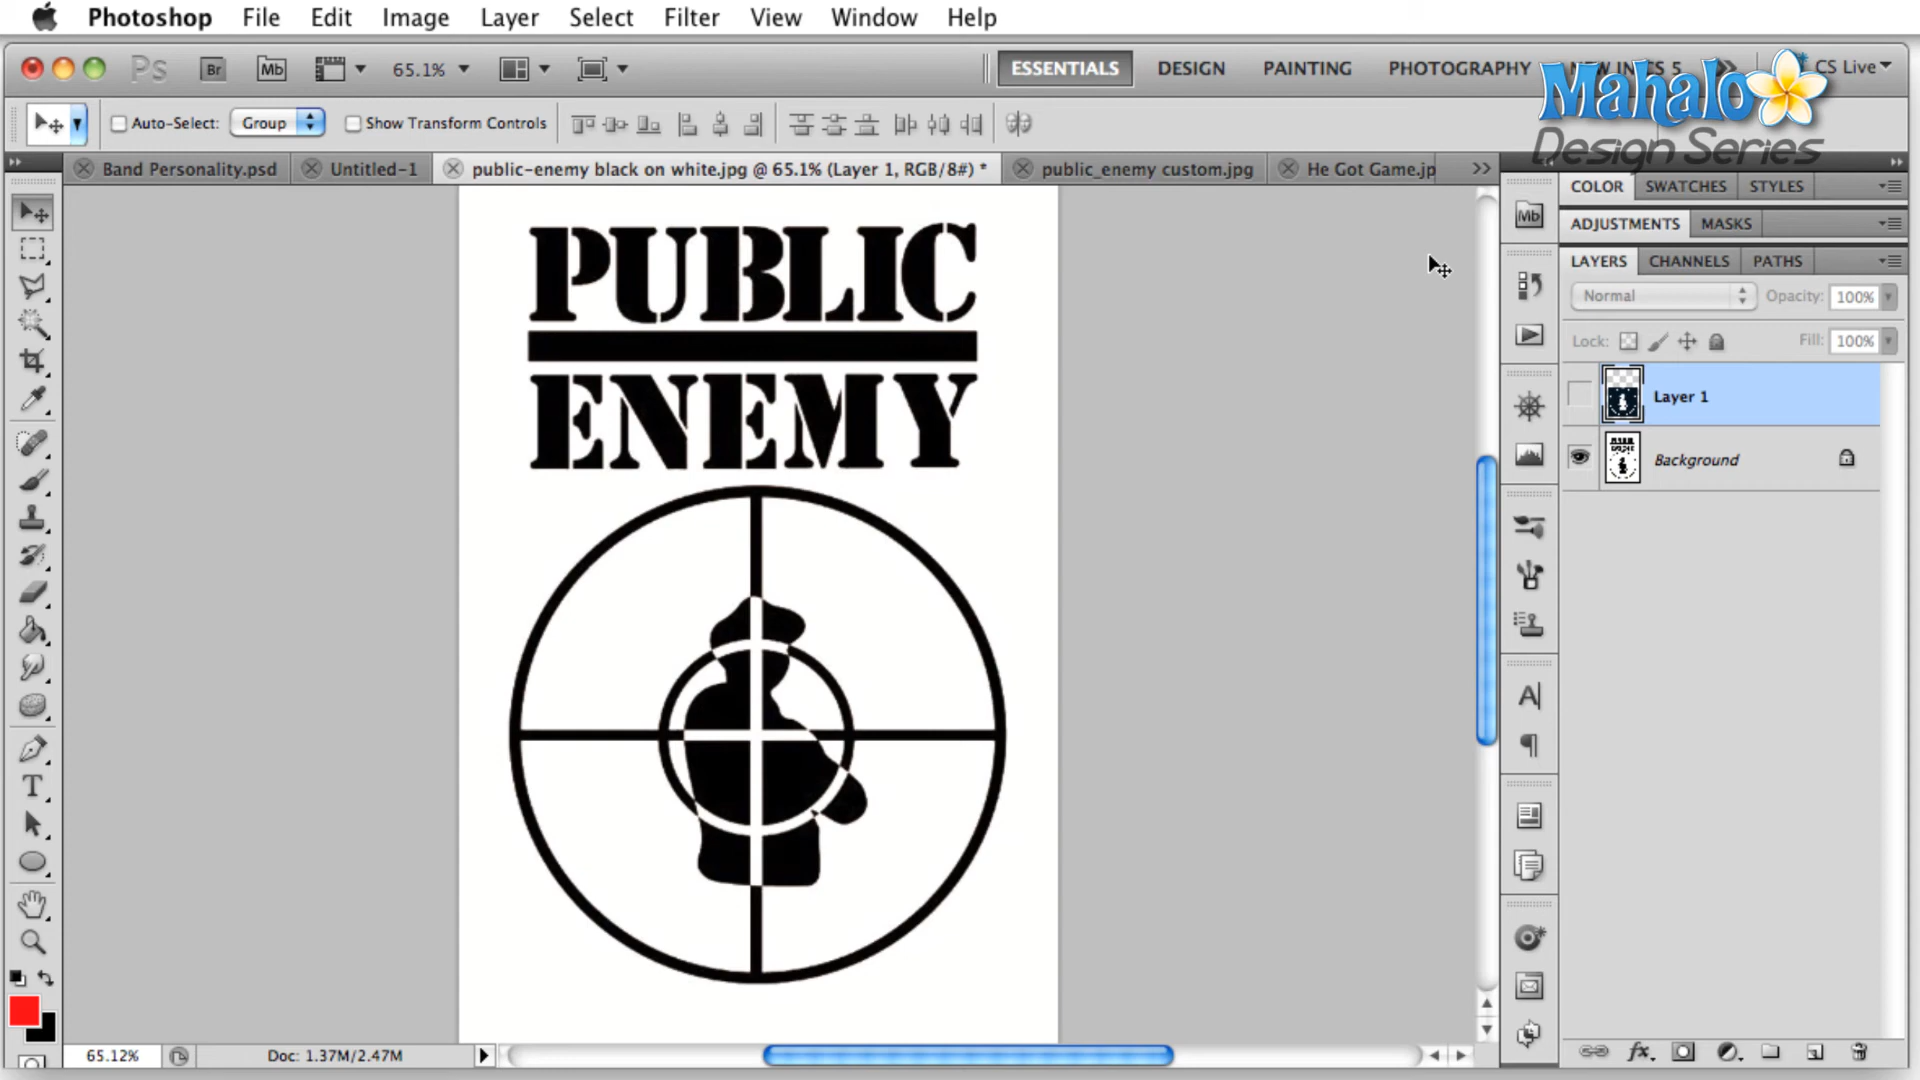 Photoshop File Edit Image Layer Select Filter View Window Help
Ps Br Mb 65.1% ESSENTIALS DESIGN PAINTING PHOTOGRAPHY NEW IN CS 5 CS Live
Mahalo
Design Series
Auto-Select: Group Show Transform Controls
Band Personality.psd Untitled-1 public-enemy black on white.jpg @ 65.1% (Layer 1, RGB/8#) * public_enemy custom.jpg He Got Game.jp
COLOR SWATCHES STYLES
Mb
ADJUSTMENTS MASKS
LAYERS CHANNELS PATHS
Normal Opacity: 100%
Lock: Fill: 100%
Layer 1
Background
PUBLIC
ENEMY
A
T
65.12% Doc: 1.37M/2.47M
fx